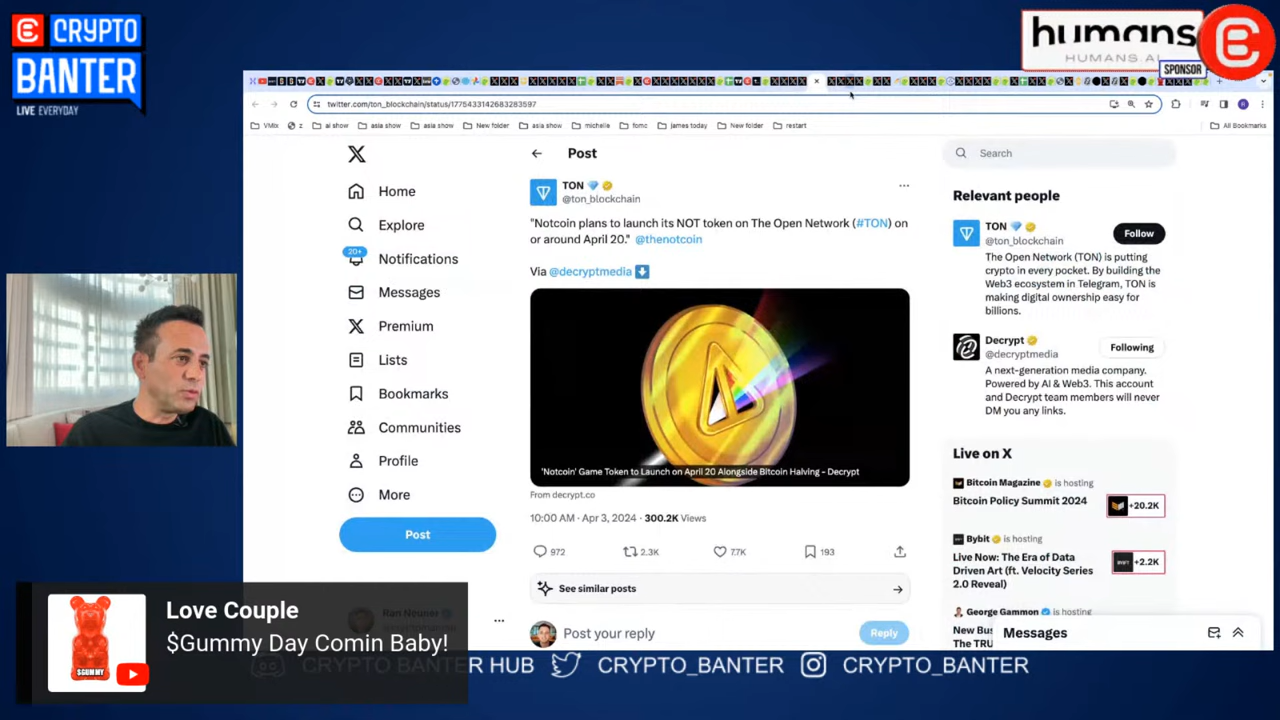 CRYPTO
BANTER
LIVE EVERYDAY
humans
HUMANS.AI
SPONSOR
twitter.com/ton_blockchain/status/1775433142683283597
VMix
z
ai show
asia show
asia show
New folder
asia show
michelle
fomc
james today
New folder
restart
All Bookmarks
Home
Explore
20+
Notifications
Messages
Premium
Lists
Bookmarks
Communities
Profile
More
Post
Ran Neuner
Post
TON
@ton_blockchain
"Notcoin plans to launch its NOT token on The Open Network (#TON) on
or around April 20." @thenotcoin
Via @decryptmedia
'Notcoin' Game Token to Launch on April 20 Alongside Bitcoin Halving - Decrypt
From decrypt.co
10:00 AM · Apr 3, 2024 · 300.2K Views
972
2.3K
7.7K
193
See similar posts
Post your reply
Reply
Search
Relevant people
TON
@ton_blockchain
Follow
The Open Network (TON) is putting
crypto in every pocket. By building
the Web3 ecosystem in Telegram, TON is
making digital ownership easy for
billions.
Decrypt
@decryptmedia
Following
A next-generation media company.
Powered by AI & Web3. This account
and Decrypt team members will never
DM you any links.
Live on X
Bitcoin Magazine is hosting
Bitcoin Policy Summit 2024
+20.2K
Bybit is hosting
Live Now: The Era of Data
Driven Art (ft. Velocity Series
2.0 Reveal)
+2.2K
George Gammon is hosting
New Bus
The TRU
Messages
$GUMMY
Love Couple
$Gummy Day Comin Baby!
CRYPTO BANTER HUB
CRYPTO_BANTER
CRYPTO_BANTER